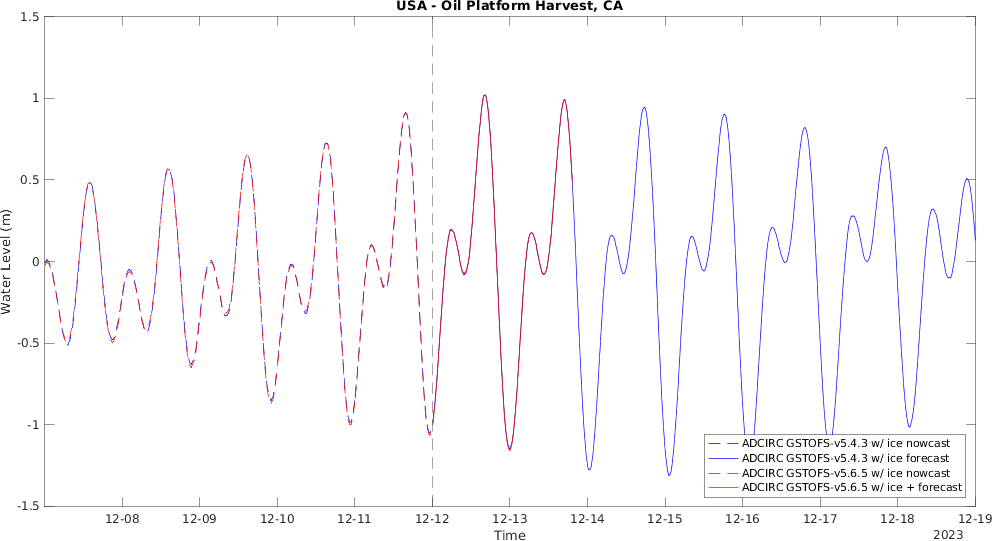 USA - Oil Platform Harvest, CA
1.5
1
0.5
0
-0.5
-1
-1.5
Water Level (m)
ADCIRC GSTOFS-v5.4.3 w/ ice nowcast
ADCIRC GSTOFS-v5.4.3 w/ ice forecast
ADCIRC GSTOFS-v5.6.5 w/ ice nowcast
ADCIRC GSTOFS-v5.6.5 w/ ice + forecast
12-08 12-09 12-10 12-11 12-12 12-13 12-14 12-15 12-16 12-17 12-18 12-19
Time
2023